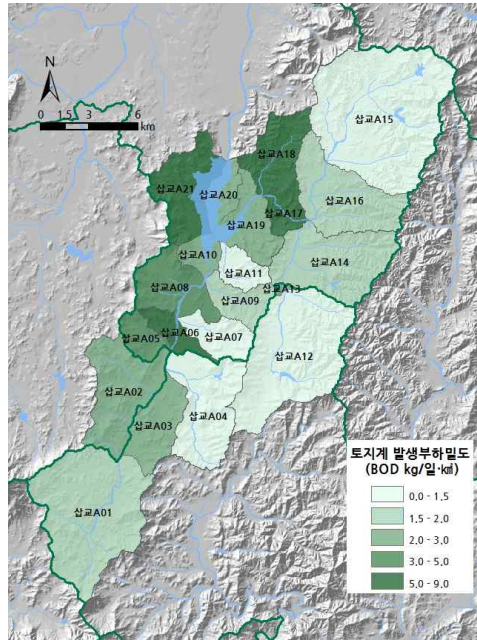 N
0 1.5 3 6
km
삽교A15
삽교A18
삽교A21
삽교A20
삽교A16
삽교A17
삽교A19
삽교A10
삽교A14
삽교A11
삽교A08
삽교A13
삽교A09
삽교A06
삽교A05
삽교A07
삽교A12
삽교A02
삽교A04
삽교A03
삽교A01
토지계 발생부하밀도
(BOD kg/일·㎢)
0.0 - 1.5
1.5 - 2.0
2.0 - 3.0
3.0 - 5.0
5.0 - 9.0